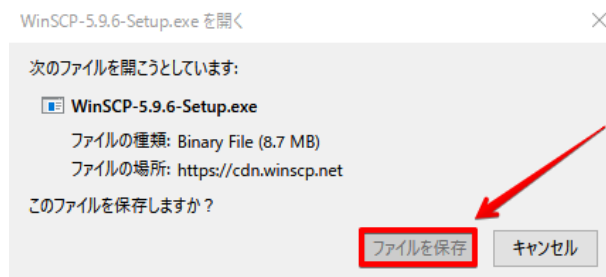 WinSCP-5.9.6-Setup.exe を開く
次のファイルを開こうとしています:
WinSCP-5.9.6-Setup.exe
ファイルの種類: Binary File (8.7 MB)
ファイルの場所: https://cdn.winscp.net
このファイルを保存しますか？
ファイルを保存 キャンセル